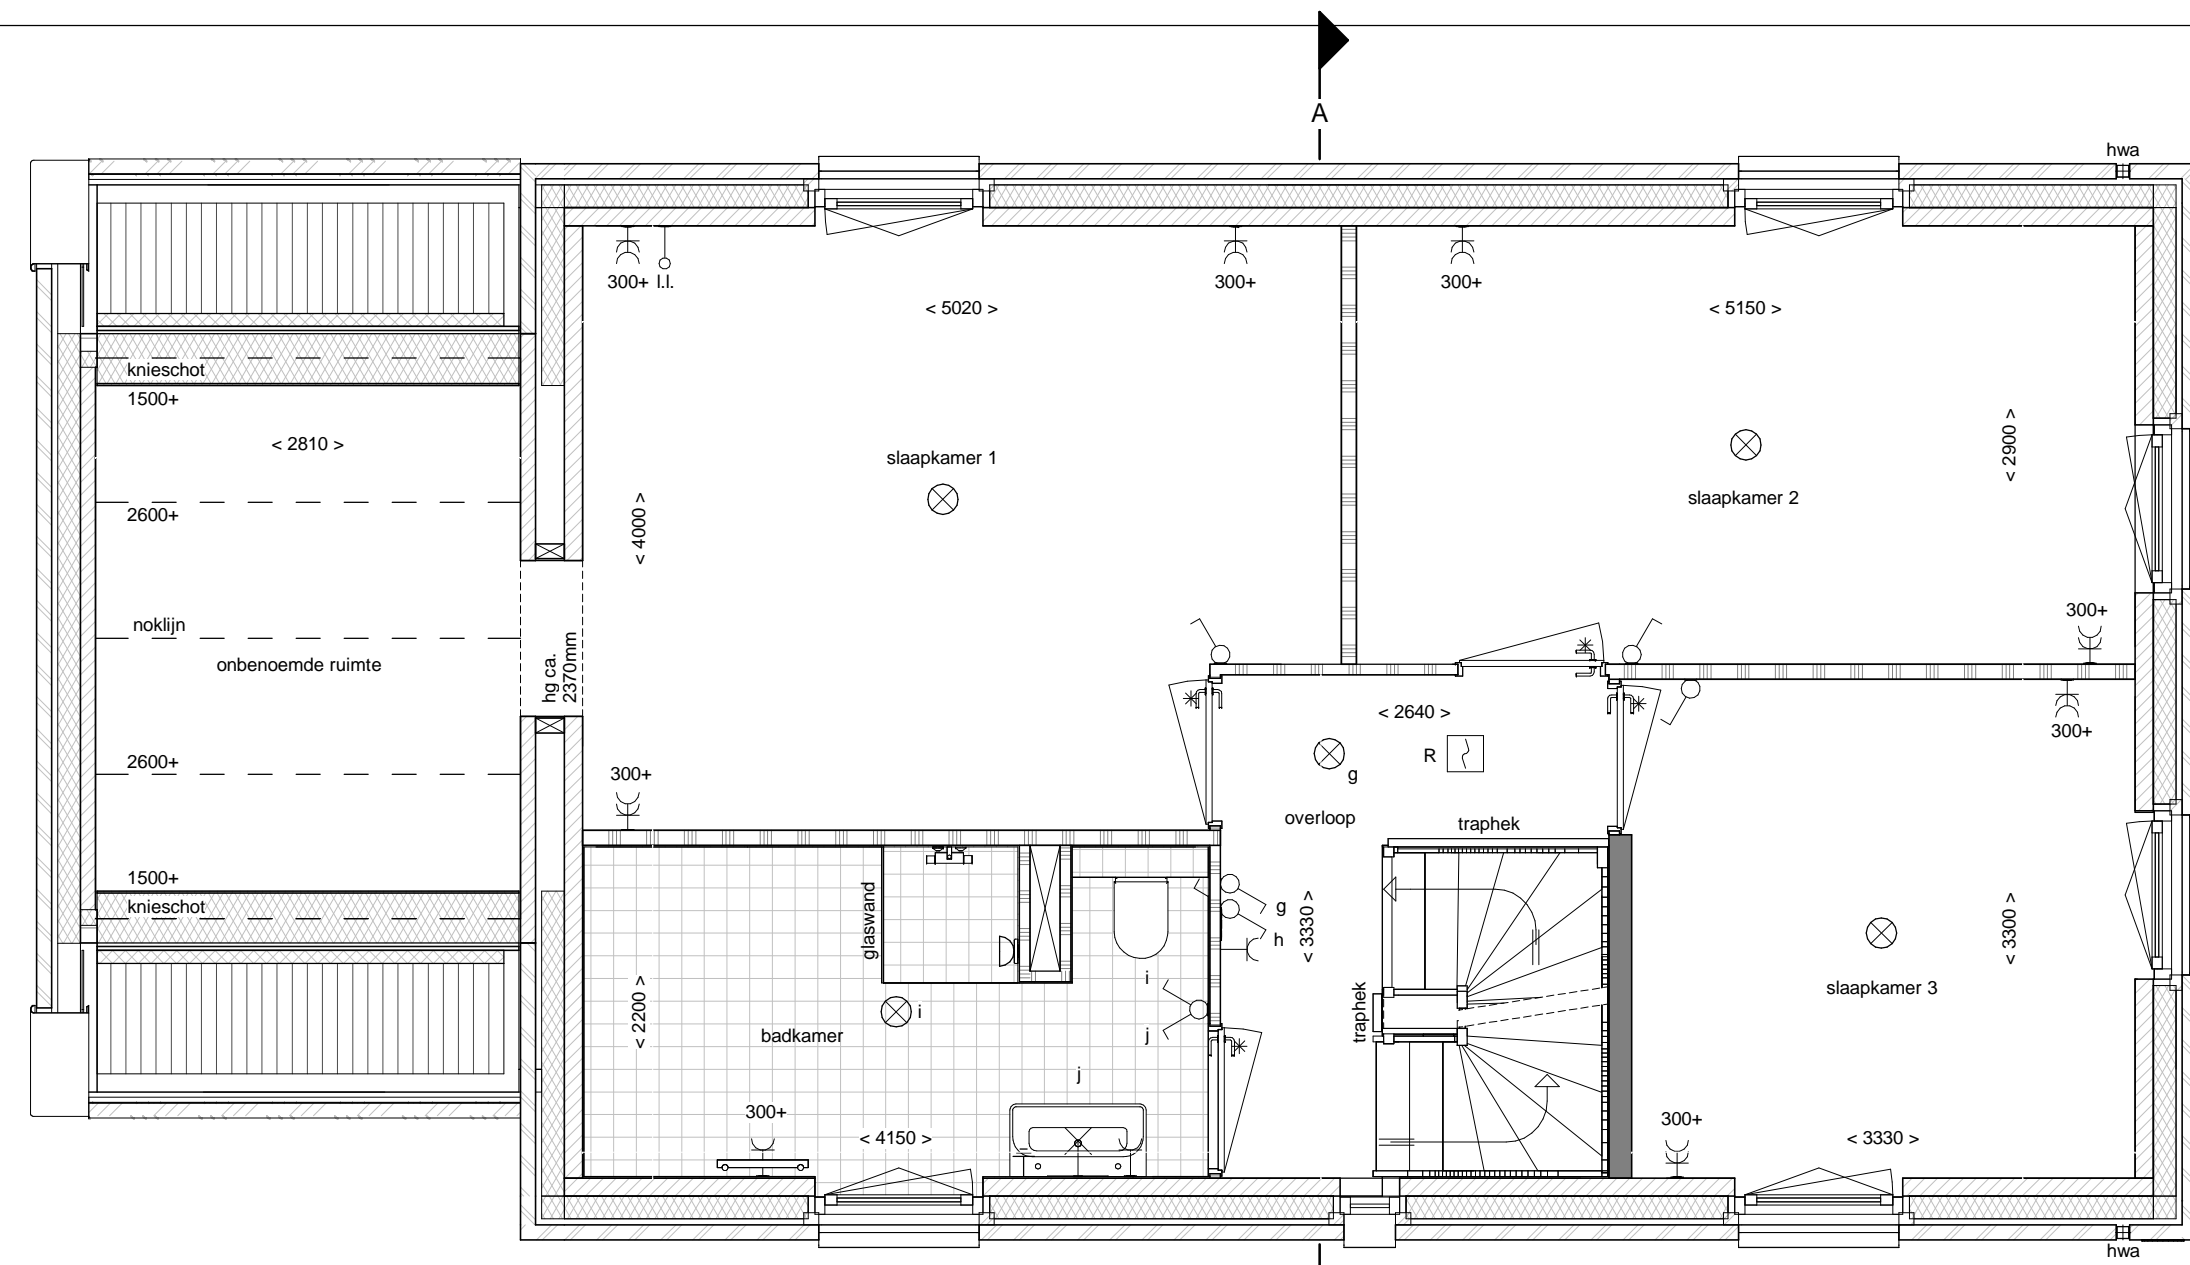 A
hwa
300+
l.l.
300+
300+
< 5020 >
< 5150 >
knieschot
1500+
< 2810 >
slaapkamer 1
< 2900 >
slaapkamer 2
2600+
< 4000 >
300+
noklijn
onbenoemde ruimte
hg ca.
2370mm
< 2640 >
300+
R
g
2600+
300+
overloop
traphek
1500+
knieschot
glaswand
g
h
< 3330 >
< 3300 >
i
slaapkamer 3
< 2200 >
i
badkamer
j
traphek
j
300+
< 4150 >
300+
< 3330 >
hwa